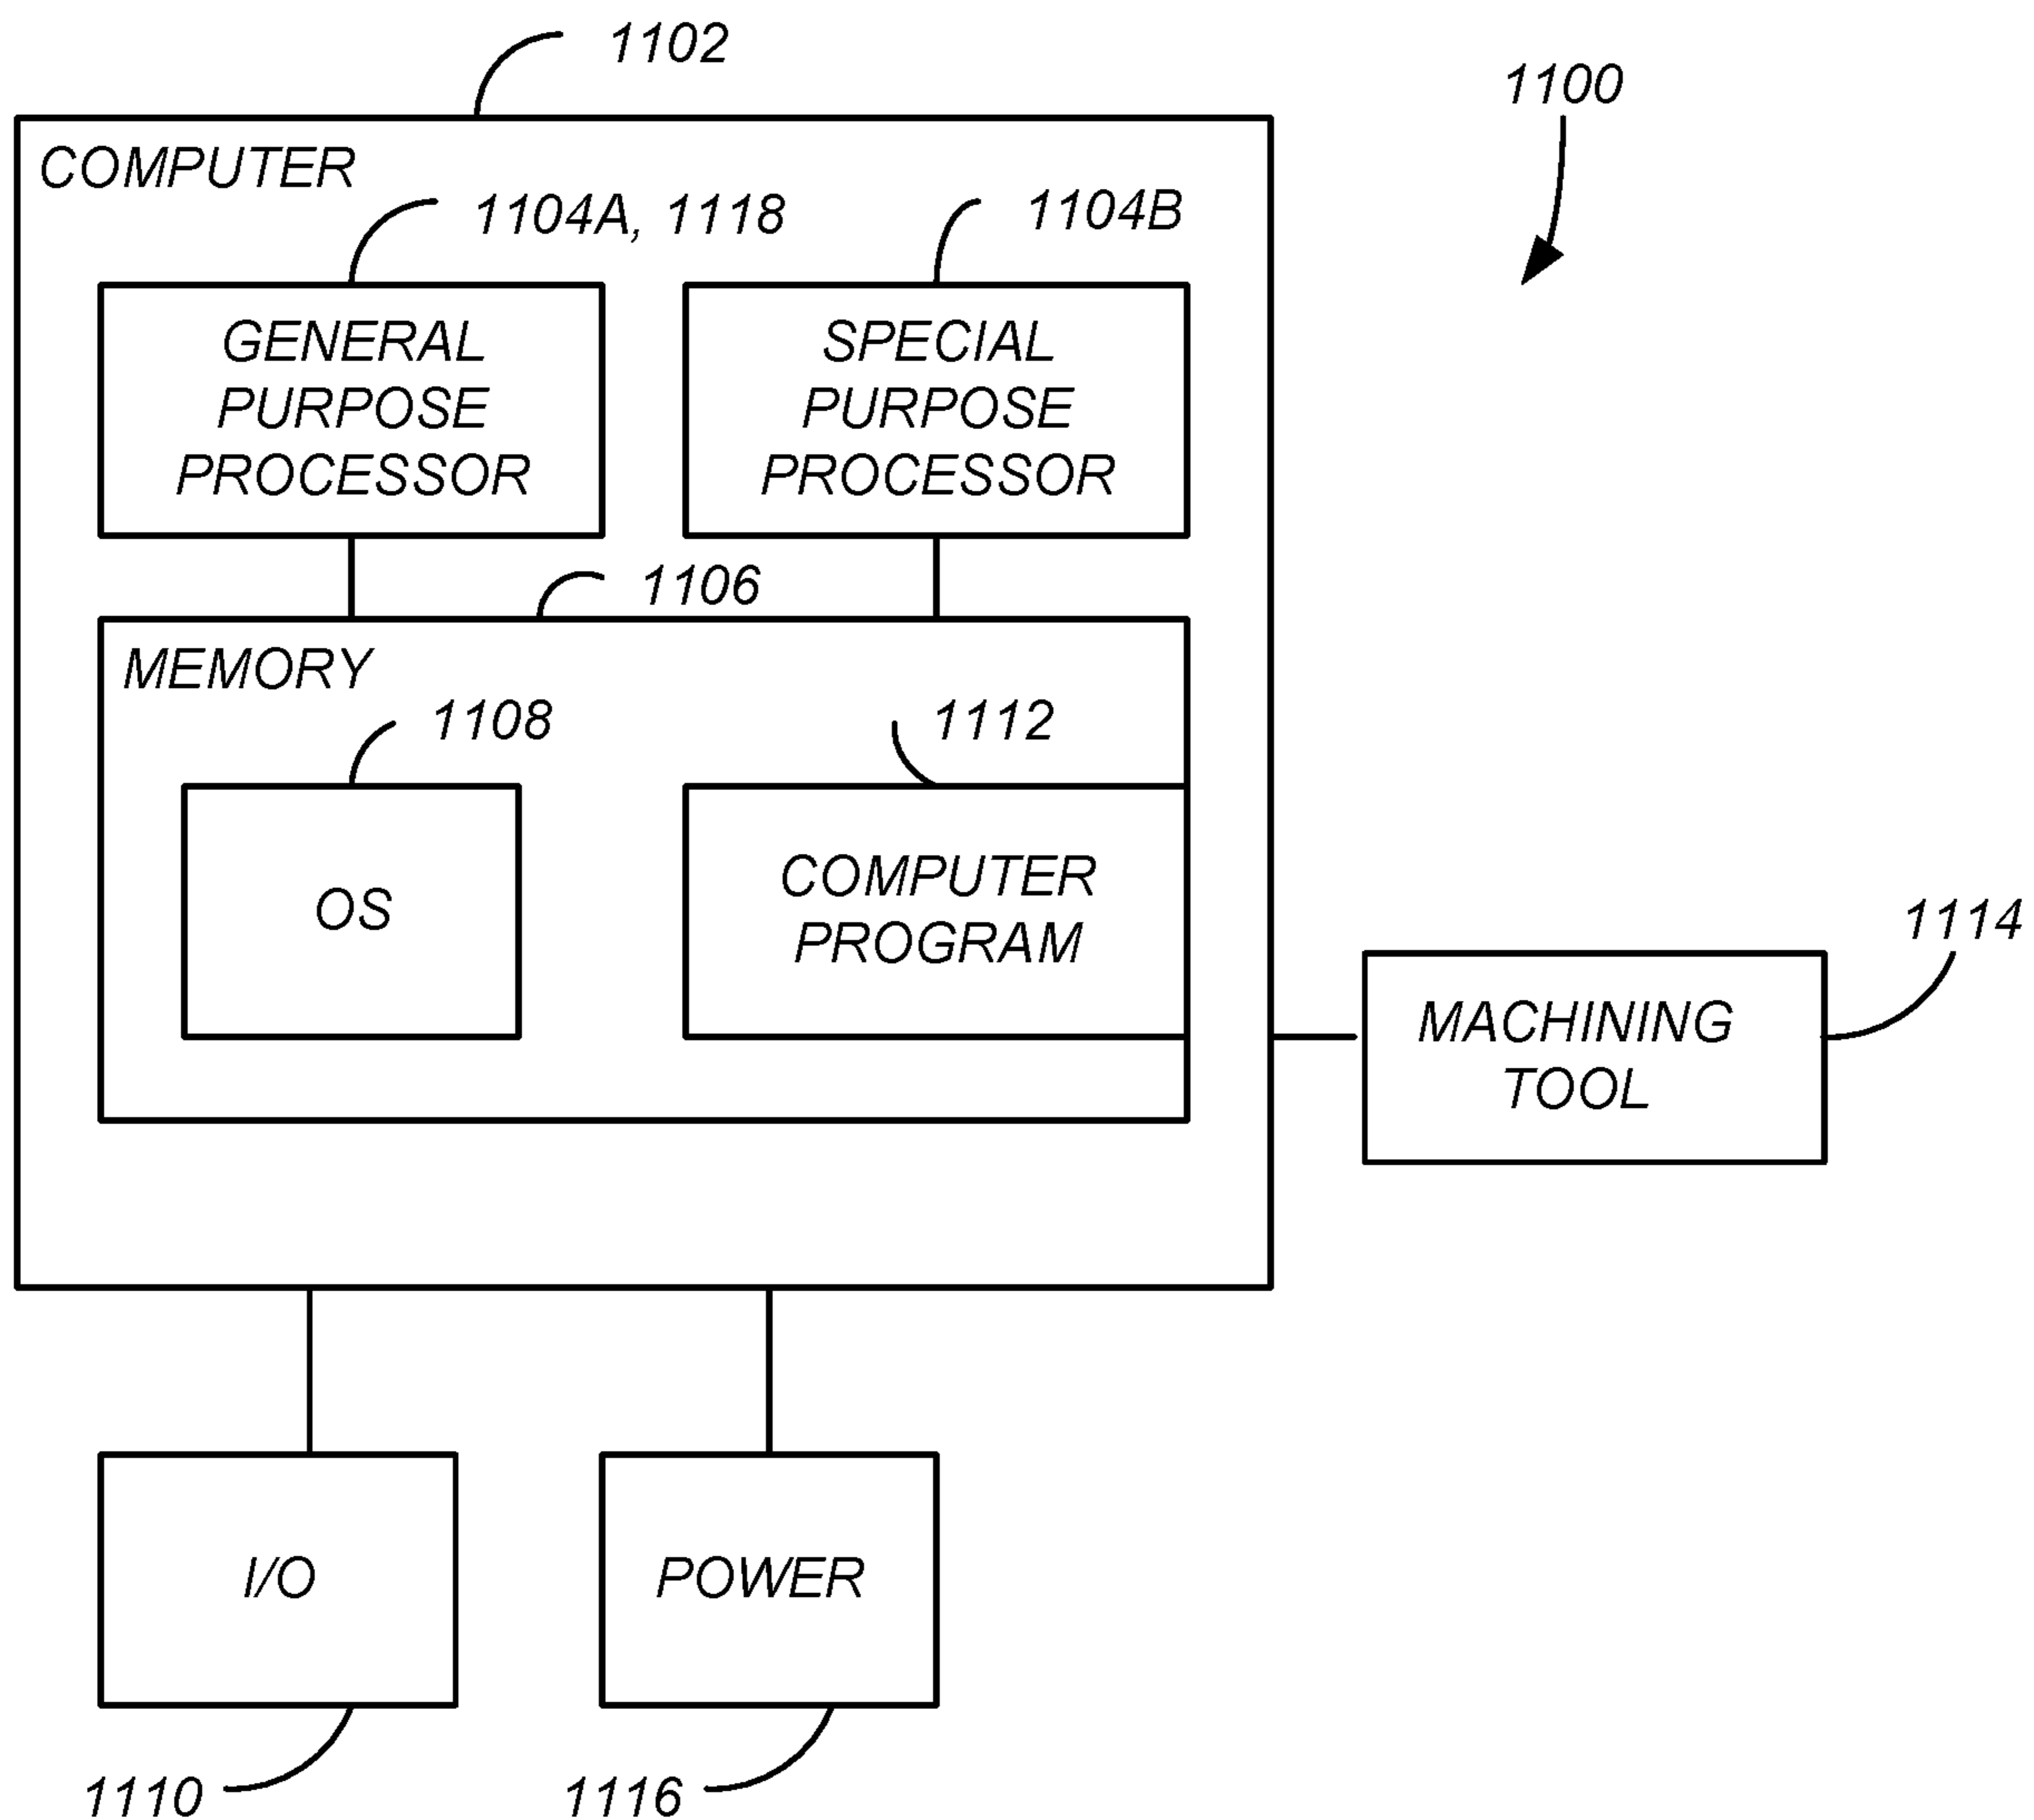 1102
1100
COMPUTER
1104A, 1118
1104B
GENERAL
PURPOSE
PROCESSOR
SPECIAL
PURPOSE
PROCESSOR
1106
MEMORY
1108
1112
OS
COMPUTER
PROGRAM
1114
MACHINING
TOOL
I/O
POWER
1110
1116